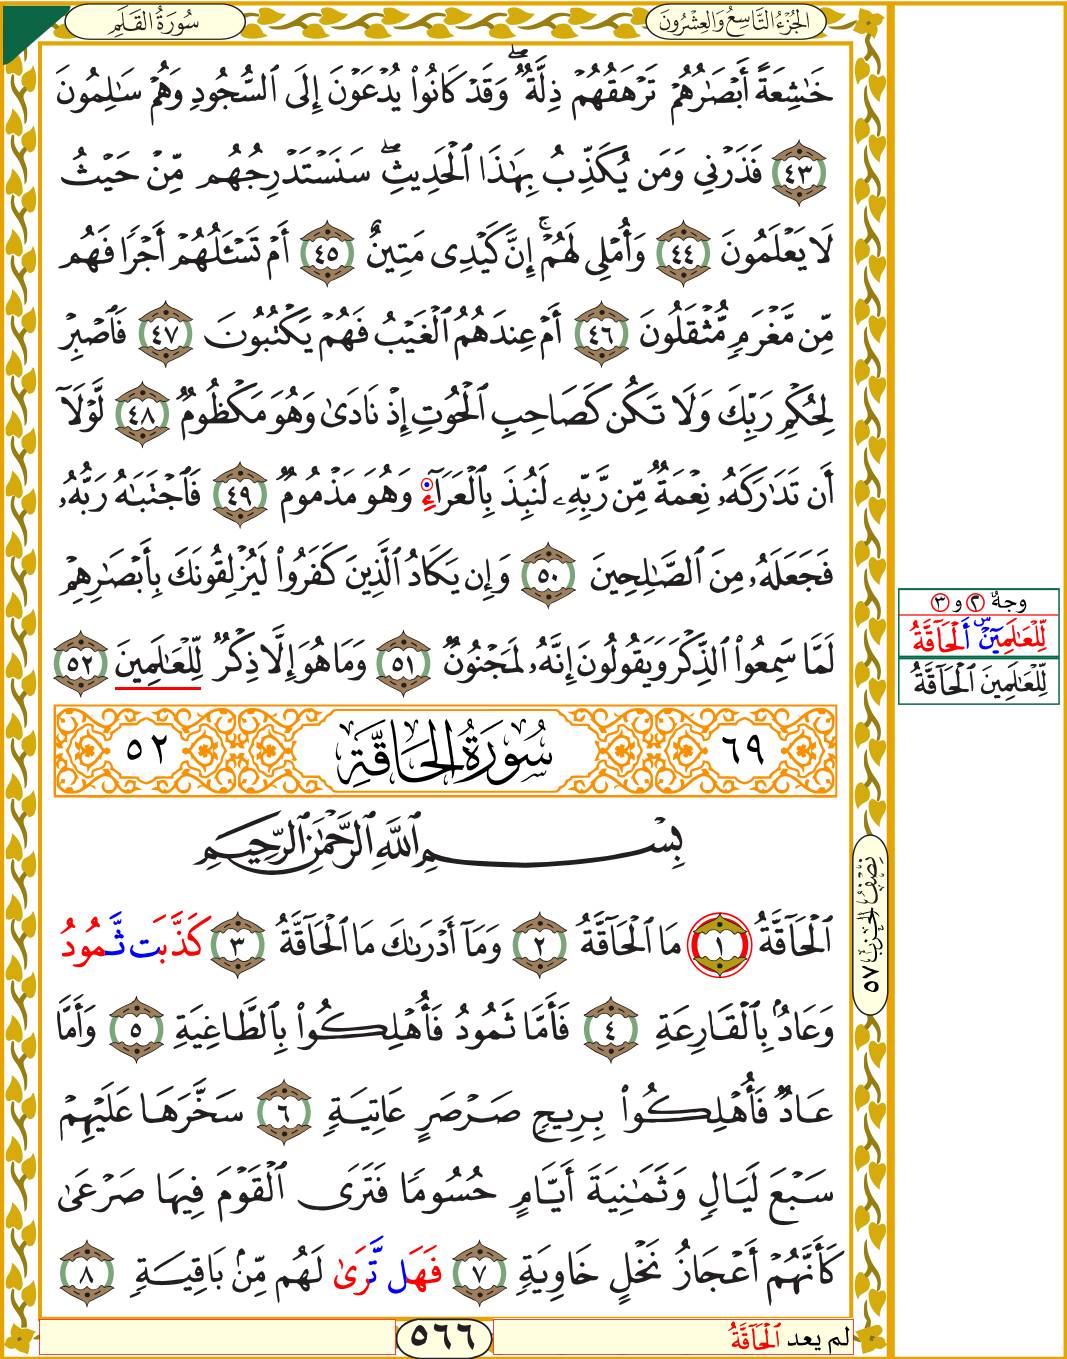 سُورَةُ القَلَمِ
الجُزْءُ التَّاسِعُ وَالعِشْرُونَ
خَٰشِعَةً أَبْصَٰرُهُمْ تَرْهَقُهُمْ ذِلَّةٌۖ وَقَدْ كَانُوا۟ يُدْعَوْنَ إِلَى ٱلسُّجُودِ وَهُمْ سَٰلِمُونَ
٤٣ فَذَرْنِى وَمَن يُكَذِّبُ بِهَٰذَا ٱلْحَدِيثِۖ سَنَسْتَدْرِجُهُم مِّنْ حَيْثُ
لَا يَعْلَمُونَ ٤٤ وَأُمْلِى لَهُمْۚ إِنَّ كَيْدِى مَتِينٌ ٤٥ أَمْ تَسْـَٔلُهُمْ أَجْرًا فَهُم
مِّن مَّغْرَمٍ مُّثْقَلُونَ ٤٦ أَمْ عِندَهُمُ ٱلْغَيْبُ فَهُمْ يَكْتُبُونَ ٤٧ فَٱصْبِرْ
لِحُكْمِ رَبِّكَ وَلَا تَكُن كَصَاحِبِ ٱلْحُوتِ إِذْ نَادَىٰ وَهُوَ مَكْظُومٌ ٤٨ لَّوْلَآ
أَن تَدَٰرَكَهُۥ نِعْمَةٌ مِّن رَّبِّهِۦ لَنُبِذَ بِٱلْعَرَآءِ وَهُوَ مَذْمُومٌ ٤٩ فَٱجْتَبَٰهُ رَبُّهُۥ
فَجَعَلَهُۥ مِنَ ٱلصَّٰلِحِينَ ٥٠ وَإِن يَكَادُ ٱلَّذِينَ كَفَرُوا۟ لَيُزْلِقُونَكَ بِأَبْصَٰرِهِمْ
لَمَّا سَمِعُوا۟ ٱلذِّكْرَ وَيَقُولُونَ إِنَّهُۥ لَمَجْنُونٌ ٥١ وَمَا هُوَ إِلَّا ذِكْرٌ لِّلْعَٰلَمِينَ ٥٢
٦٩ سُورَةُ الحَاقَّةِ ٥٢
بِسْمِ ٱللَّهِ ٱلرَّحْمَٰنِ ٱلرَّحِيمِ
ٱلْحَآقَّةُ ١ مَا ٱلْحَآقَّةُ ٢ وَمَآ أَدْرَىٰكَ مَا ٱلْحَآقَّةُ ٣ كَذَّبَت ثَّمُودُ
وَعَادٌۢ بِٱلْقَارِعَةِ ٤ فَأَمَّا ثَمُودُ فَأُهْلِكُوا۟ بِٱلطَّاغِيَةِ ٥ وَأَمَّا
عَادٌ فَأُهْلِكُوا۟ بِرِيحٍ صَرْصَرٍ عَاتِيَةٍ ٦ سَخَّرَهَا عَلَيْهِمْ
سَبْعَ لَيَالٍ وَثَمَٰنِيَةَ أَيَّامٍ حُسُومًا فَتَرَى ٱلْقَوْمَ فِيهَا صَرْعَىٰ
كَأَنَّهُمْ أَعْجَازُ نَخْلٍ خَاوِيَةٍ ٧ فَهَل تَّرَىٰ لَهُم مِّنۢ بَاقِيَةٍ ٨
لم يعد ٱلْحَآقَّةُ
٥٦٦
وجهٌ ٢ و ٣
لِّلْعَٰلَمِينَۜ ٱلْحَآقَّةُ
لِّلْعَٰلَمِينَ ٱلْحَآقَّةُ
نِصْفُ الحِزْبِ ٥٧